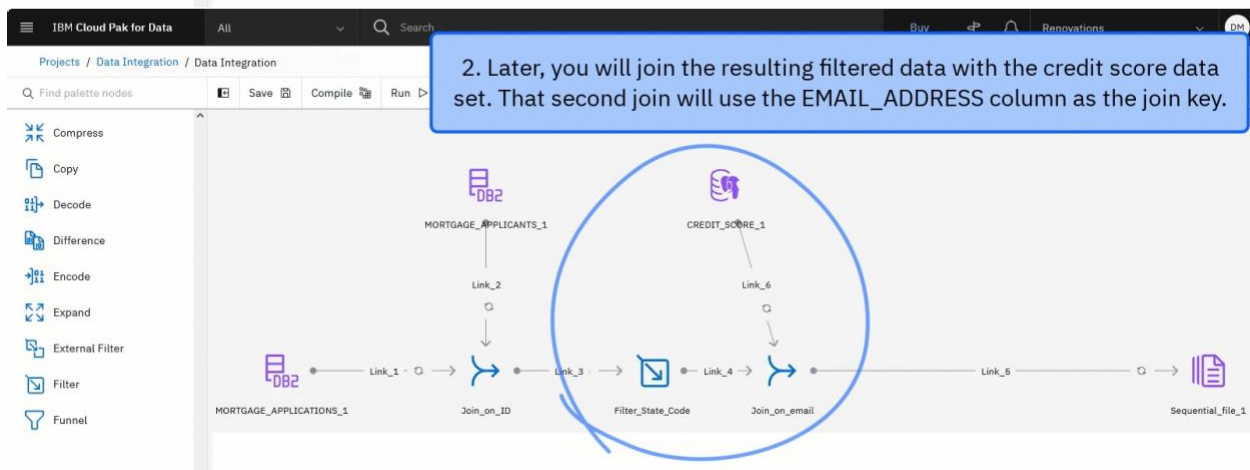 IBM Cloud Pak for Data
All
Search
Buy
Renovations
DM
Projects / Data Integration / Data Integration
2. Later, you will join the resulting filtered data with the credit score data
set. That second join will use the EMAIL_ADDRESS column as the join key.
Find palette nodes
Save
Compile
Run
Compress
Copy
Decode
Difference
Encode
Expand
External Filter
Filter
Funnel
DB2
MORTGAGE_APPLICANTS_1
CREDIT_SCORE_1
Link_2
Link_6
DB2
Link_1
Link_3
Link_4
Link_5
MORTGAGE_APPLICATIONS_1
Join_on_ID
Filter_State_Code
Join_on_email
Sequential_file_1